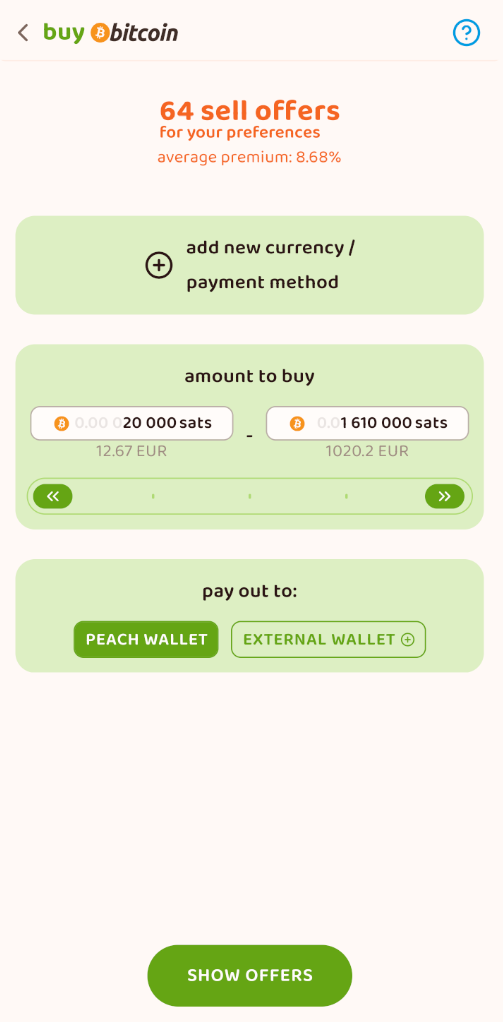 buy bitcoin
64 sell offers
for your preferences
average premium: 8.68%
add new currency /
payment method
amount to buy
0.00 020 000 sats - 0.01 610 000 sats
12.67 EUR 1020.2 EUR
pay out to:
PEACH WALLET EXTERNAL WALLET
SHOW OFFERS